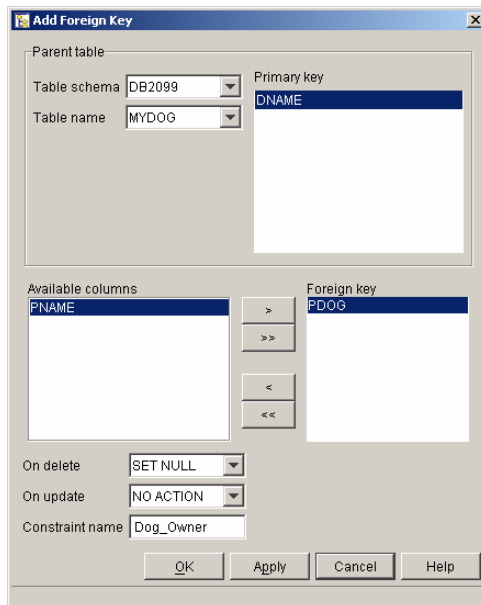 Add Foreign Key
Parent table
Table schema DB2099
Table name MYDOG
Primary key
DNAME
Available columns
PNAME
>
>>
<
<<
Foreign key
PDOG
On delete SET NULL
On update NO ACTION
Constraint name Dog_Owner
OK Apply Cancel Help